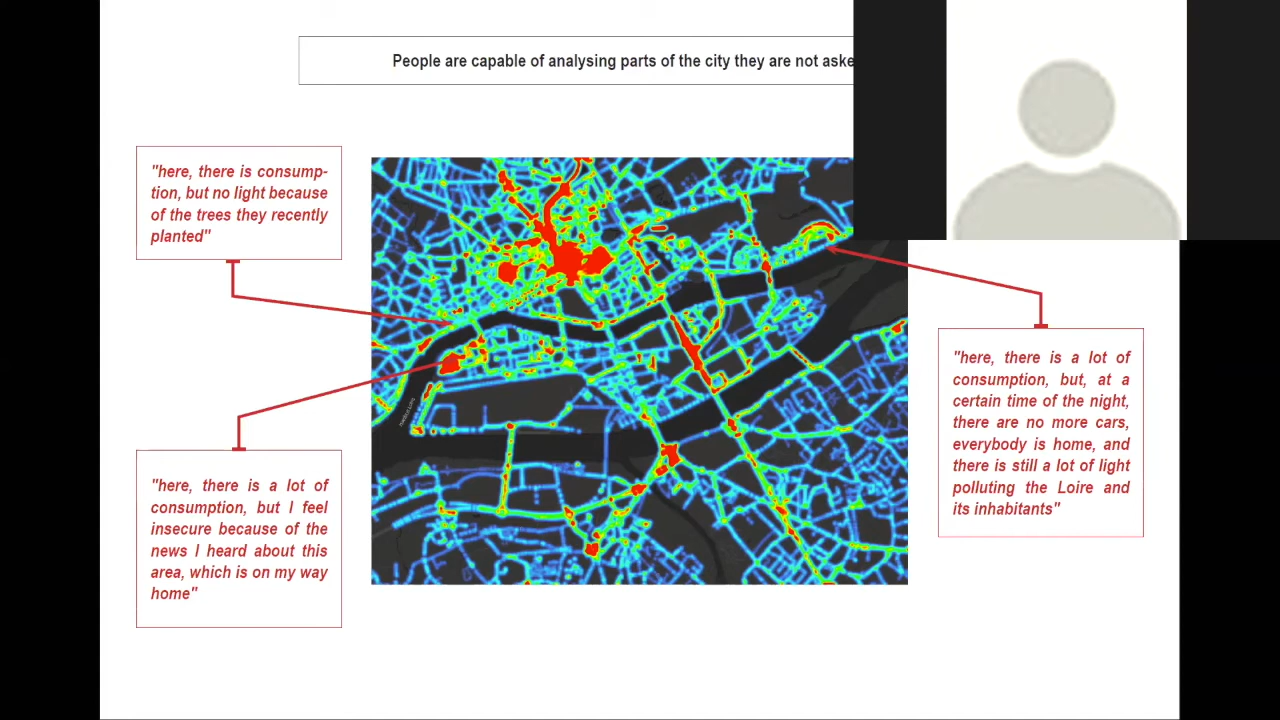 People are capable of analysing parts of the city they are not aske
"here, there is consump-
tion, but no light because
of the trees they recently
planted"
"here, there is a lot of
consumption, but I feel
insecure because of the
news I heard about this
area, which is on my way
home"
"here, there is a lot of
consumption, but, at a
certain time of the night,
there are no more cars,
everybody is home, and
there is still a lot of light
polluting the Loire and
its inhabitants"